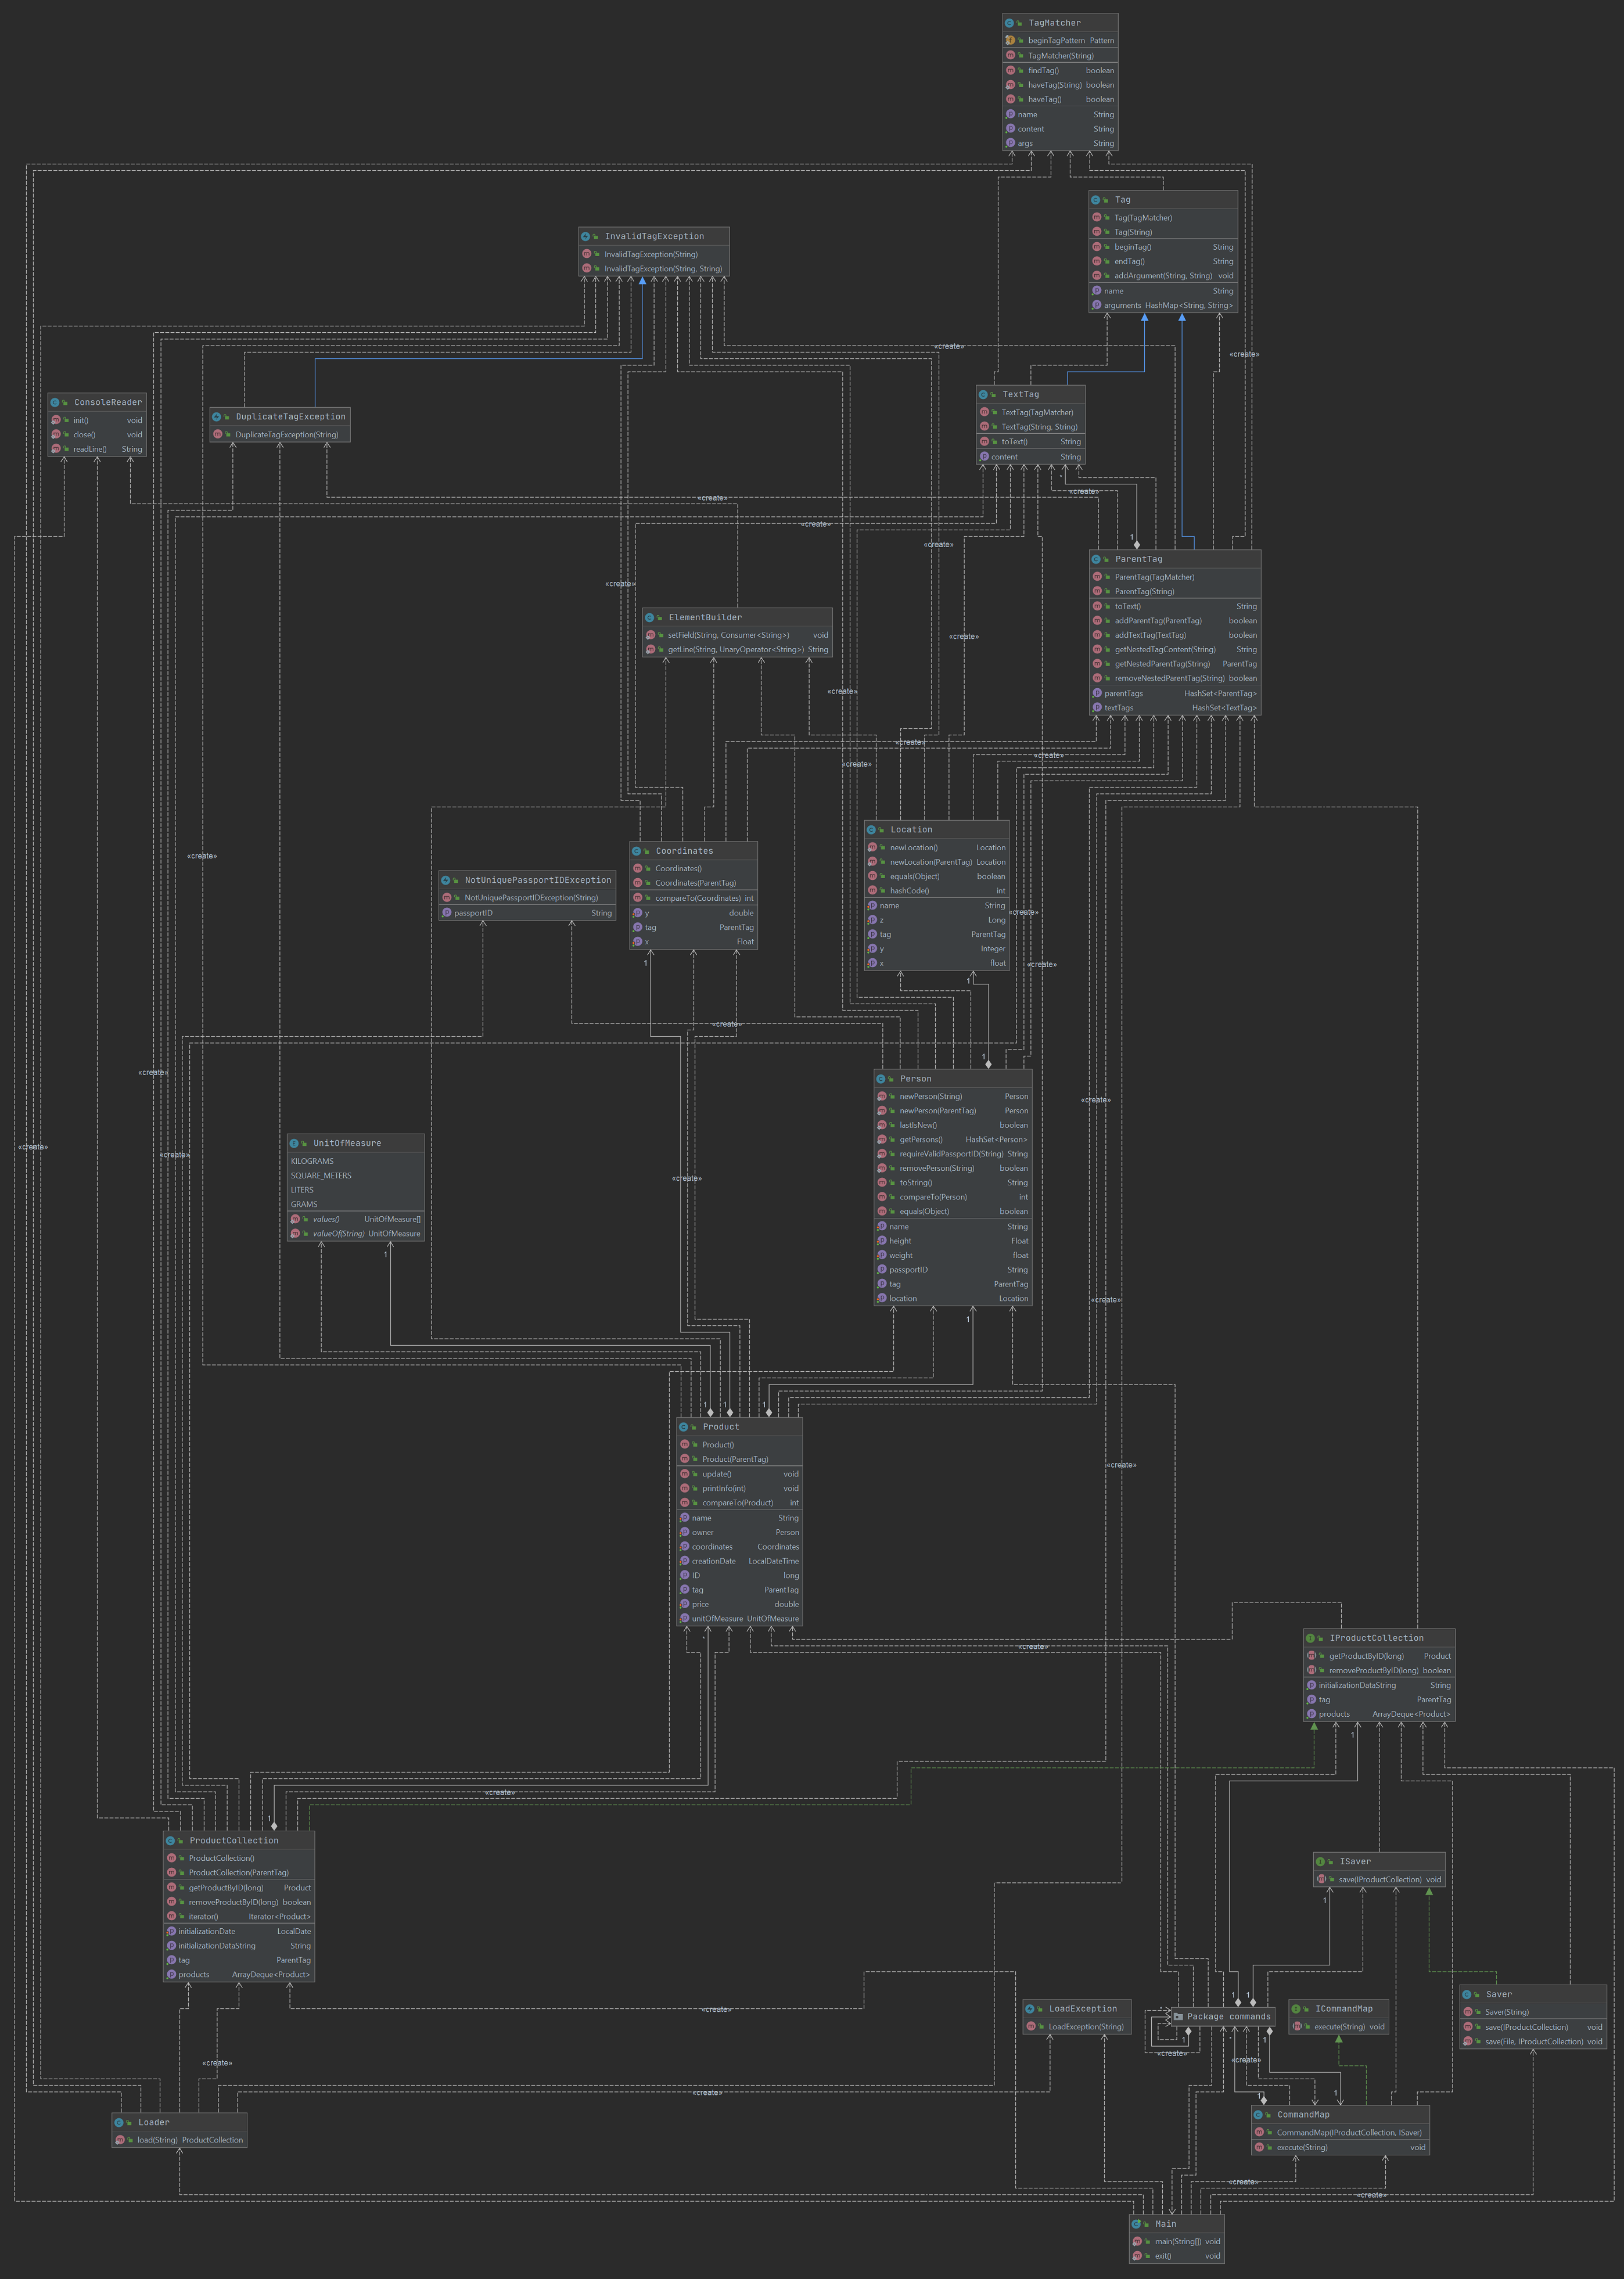 TagMatcher
beginTagPattern Pattern
TagMatcher(String)
findTag() boolean
haveTag(String) boolean
haveTag() boolean
name String
content String
args String
Tag
Tag(TagMatcher)
Tag(String)
beginTag() String
endTag() String
addArgument(String, String) void
name String
arguments HashMap<String, String>
InvalidTagException
InvalidTagException(String)
InvalidTagException(String, String)
«create»
«create»
ConsoleReader
init() void
close() void
readLine() String
DuplicateTagException
DuplicateTagException(String)
TextTag
TextTag(TagMatcher)
TextTag(String, String)
toText() String
content String
*
«create»
«create»
«create»
1
«create»
ParentTag
ParentTag(TagMatcher)
ParentTag(String)
toText() String
addParentTag(ParentTag) boolean
addTextTag(TextTag) boolean
getNestedTagContent(String) String
getNestedParentTag(String) ParentTag
removeNestedParentTag(String) boolean
parentTags HashSet<ParentTag>
textTags HashSet<TextTag>
«create»
ElementBuilder
setField(String, Consumer<String>) void
getLine(String, UnaryOperator<String>) String
«create»
«create»
«create»
«create»
«create»
Location
newLocation() Location
newLocation(ParentTag) Location
equals(Object) boolean
hashCode() int
name String
z Long
tag ParentTag
y Integer
x float
Coordinates
Coordinates()
Coordinates(ParentTag)
compareTo(Coordinates) int
y double
tag ParentTag
x Float
«create»
NotUniquePassportIDException
NotUniquePassportIDException(String)
passportID String
«create»
«create»
1
1
«create»
1
Person
newPerson(String) Person
newPerson(ParentTag) Person
lastIsNew() boolean
getPersons() HashSet<Person>
requireValidPassportID(String) String
removePerson(String) boolean
toString() String
compareTo(Person) int
equals(Object) boolean
name String
height Float
weight float
passportID String
tag ParentTag
location Location
«create»
«create»
«create»
«create»
UnitOfMeasure
KILOGRAMS
SQUARE_METERS
LITERS
GRAMS
values() UnitOfMeasure[]
valueOf(String) UnitOfMeasure
1
«create»
«create»
1
1
1
1
Product
Product()
Product(ParentTag)
update() void
printInfo(int) void
compareTo(Product) int
name String
owner Person
coordinates Coordinates
creationDate LocalDateTime
ID long
tag ParentTag
price double
unitOfMeasure UnitOfMeasure
«create»
*
«create»
IProductCollection
getProductByID(long) Product
removeProductByID(long) boolean
initializationDataString String
tag ParentTag
products ArrayDeque<Product>
1
«create»
1
ProductCollection
ProductCollection()
ProductCollection(ParentTag)
getProductByID(long) Product
removeProductByID(long) boolean
iterator() Iterator<Product>
initializationDate LocalDate
initializationDataString String
tag ParentTag
products ArrayDeque<Product>
ISaver
save(IProductCollection) void
1
1
1
Saver
Saver(String)
save(IProductCollection) void
save(File, IProductCollection) void
LoadException
LoadException(String)
ICommandMap
execute(String) void
«create»
*
Package commands
*
1
1
«create»
«create»
«create»
«create»
1
1
CommandMap
CommandMap(IProductCollection, ISaver)
execute(String) void
Loader
load(String) ProductCollection
«create»
«create»
Main
main(String[]) void
exit() void